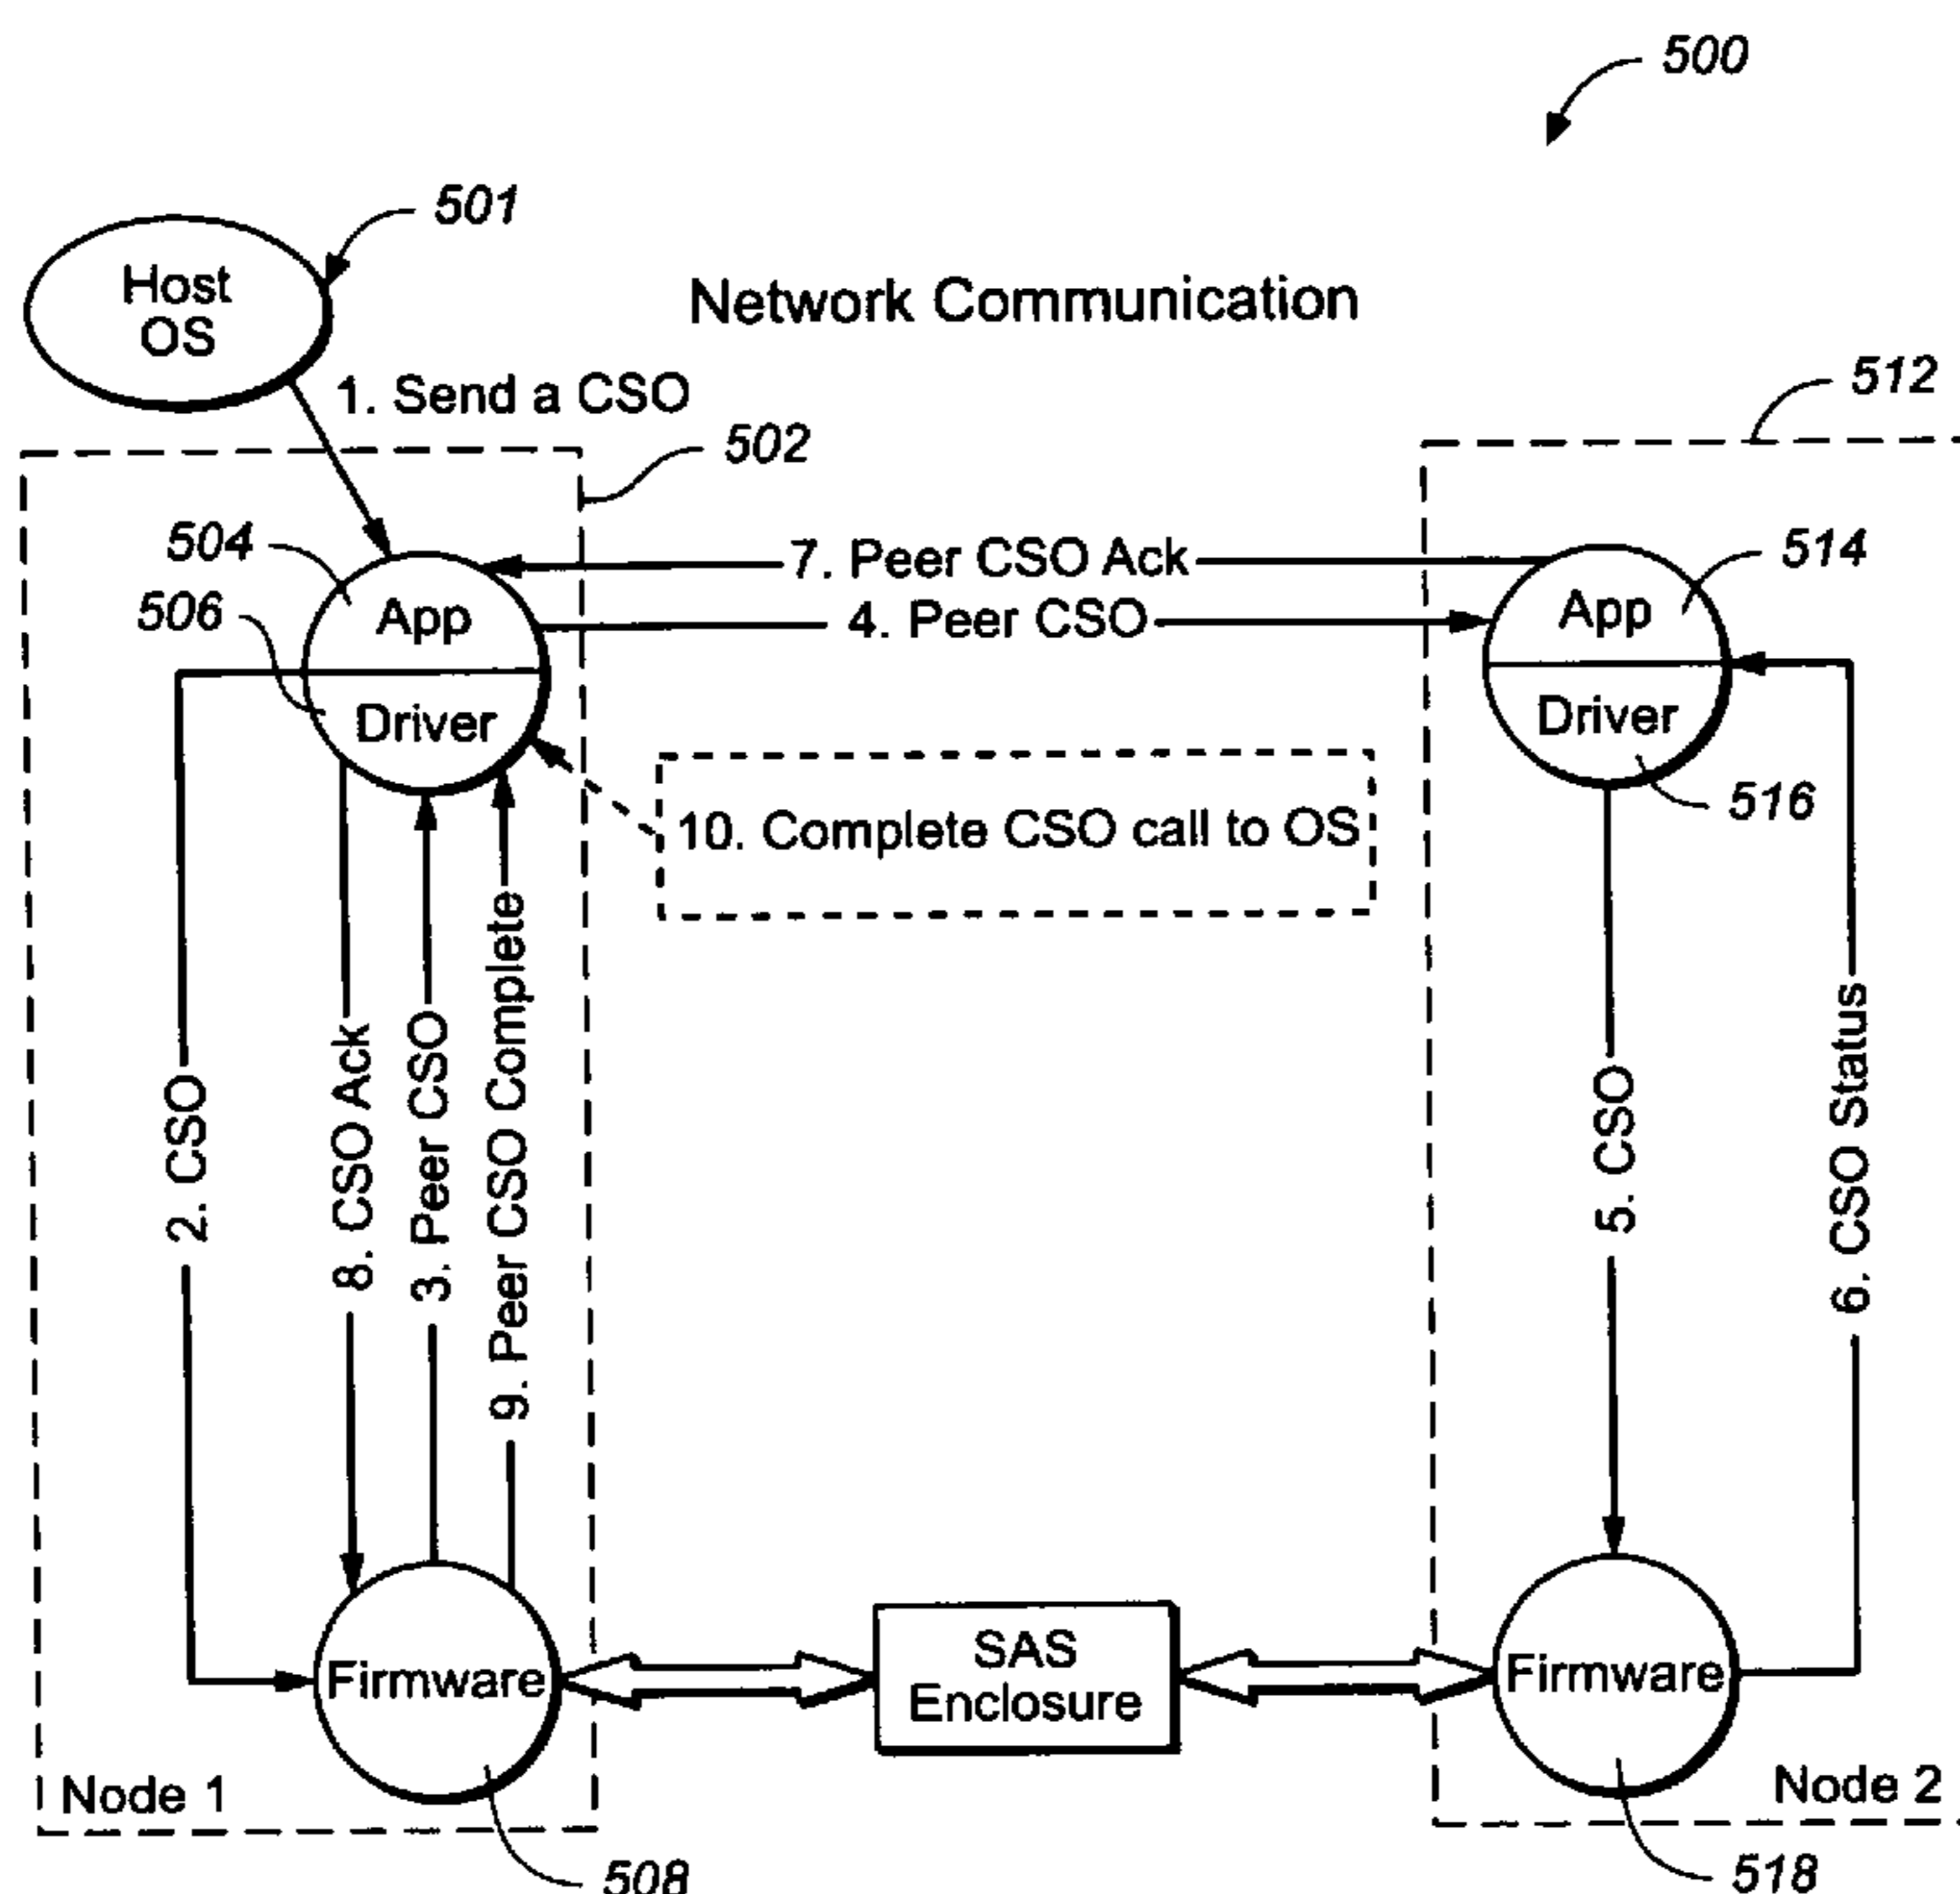 500
501
Host
OS
Network Communication
1. Send a CSO
512
502
504
7. Peer CSO Ack
514
506
App
4. Peer CSO
App
Driver
Driver
10. Complete CSO call to OS
516
2. CSO
8. CSO Ack
3. Peer CSO
9. Peer CSO Complete
5. CSO
6. CSO Status
Firmware
SAS
Enclosure
Firmware
Node 1
Node 2
508
518